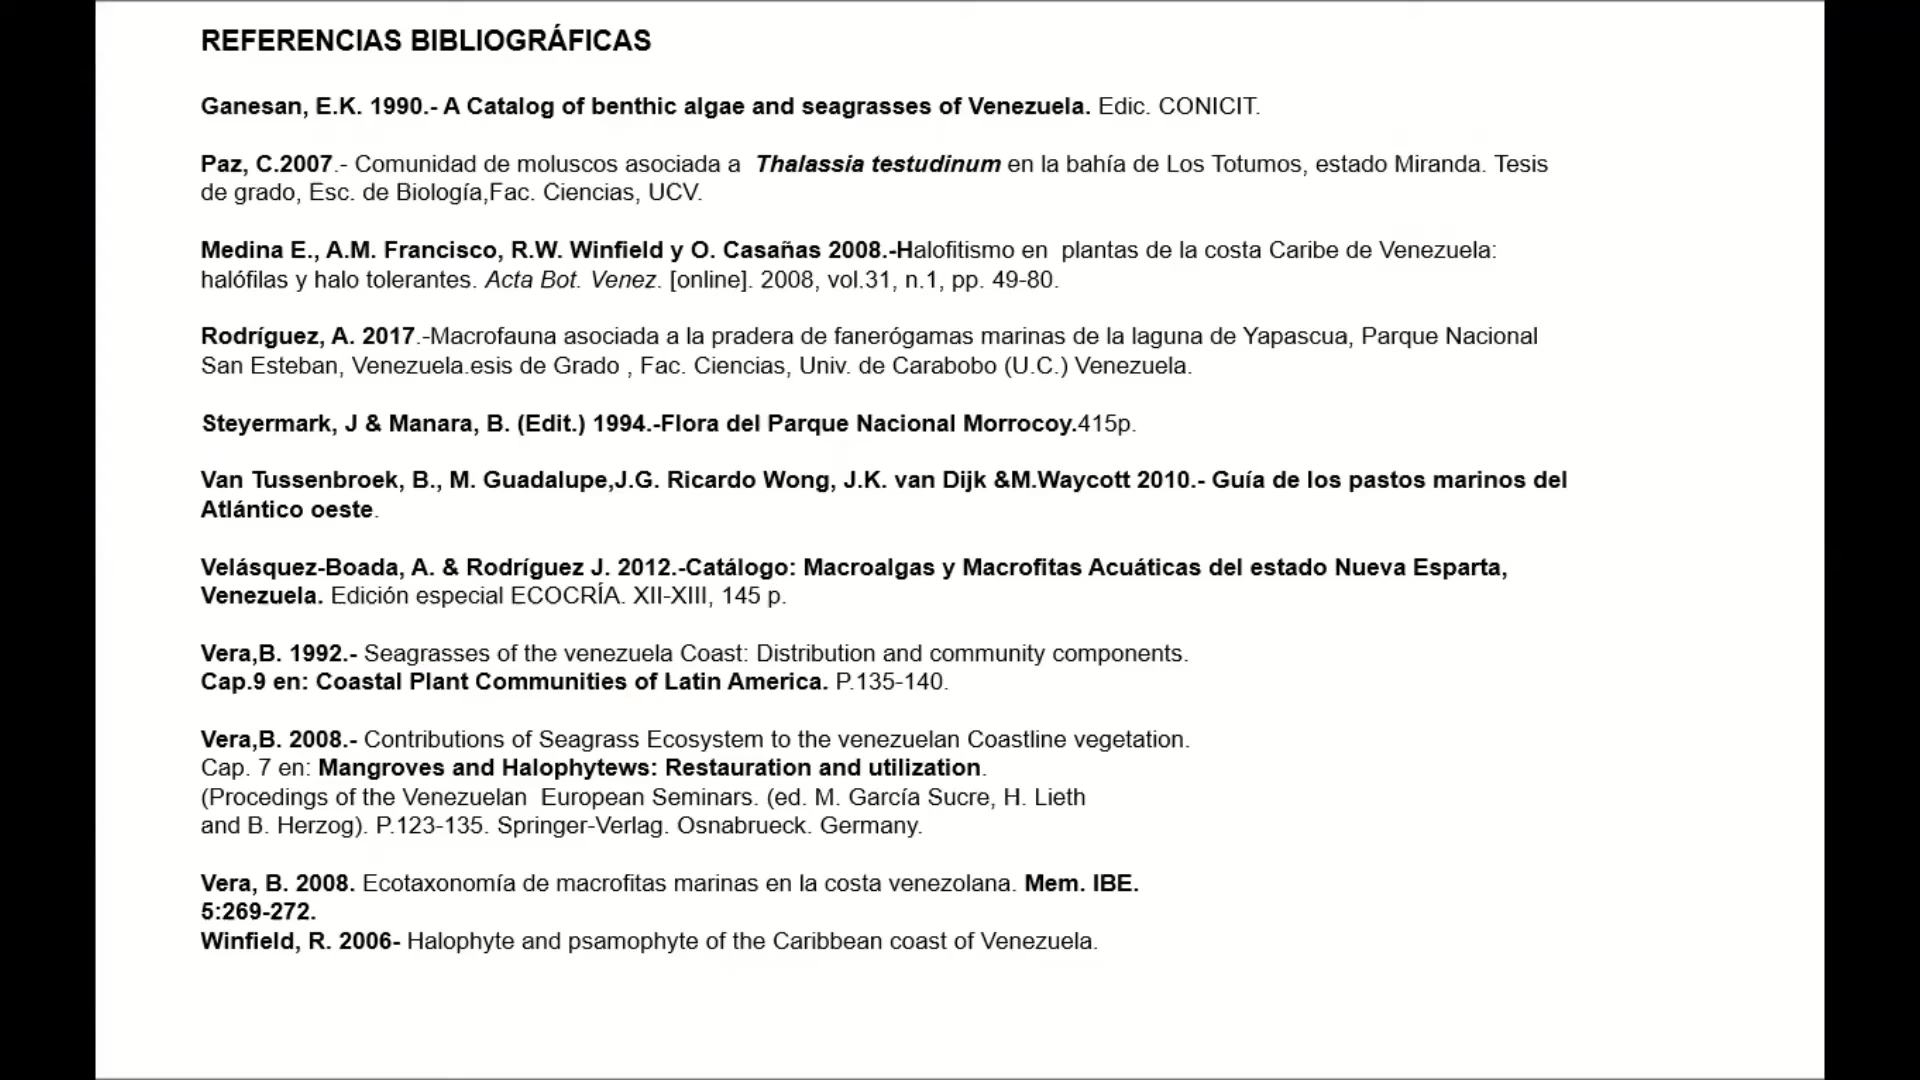 REFERENCIAS BIBLIOGRÁFICAS
Ganesan, E.K. 1990.- A Catalog of benthic algae and seagrasses of Venezuela. Edic. CONICIT.
Paz, C.2007.- Comunidad de moluscos asociada a Thalassia testudinum en la bahía de Los Totumos, estado Miranda. Tesis
de grado, Esc. de Biología,Fac. Ciencias, UCV.
Medina E., A.M. Francisco, R.W. Winfield y O. Casañas 2008.-Halofitismo en plantas de la costa Caribe de Venezuela:
halófilas y halo tolerantes. Acta Bot. Venez. [online]. 2008, vol.31, n.1, pp. 49-80.
Rodríguez, A. 2017.-Macrofauna asociada a la pradera de fanerógamas marinas de la laguna de Yapascua, Parque Nacional
San Esteban, Venezuela.esis de Grado , Fac. Ciencias, Univ. de Carabobo (U.C.) Venezuela.
Steyermark, J & Manara, B. (Edit.) 1994.-Flora del Parque Nacional Morrocoy.415p.
Van Tussenbroek, B., M. Guadalupe,J.G. Ricardo Wong, J.K. van Dijk &M.Waycott 2010.- Guía de los pastos marinos del
Atlántico oeste.
Velásquez-Boada, A. & Rodríguez J. 2012.-Catálogo: Macroalgas y Macrofitas Acuáticas del estado Nueva Esparta,
Venezuela. Edición especial ECOCRÍA. XII-XIII, 145 p.
Vera,B. 1992.- Seagrasses of the venezuela Coast: Distribution and community components.
Cap.9 en: Coastal Plant Communities of Latin America. P.135-140.
Vera,B. 2008.- Contributions of Seagrass Ecosystem to the venezuelan Coastline vegetation.
Cap. 7 en: Mangroves and Halophytews: Restauration and utilization.
(Procedings of the Venezuelan European Seminars. (ed. M. García Sucre, H. Lieth
and B. Herzog). P.123-135. Springer-Verlag. Osnabrueck. Germany.
Vera, B. 2008. Ecotaxonomía de macrofitas marinas en la costa venezolana. Mem. IBE.
5:269-272.
Winfield, R. 2006- Halophyte and psamophyte of the Caribbean coast of Venezuela.